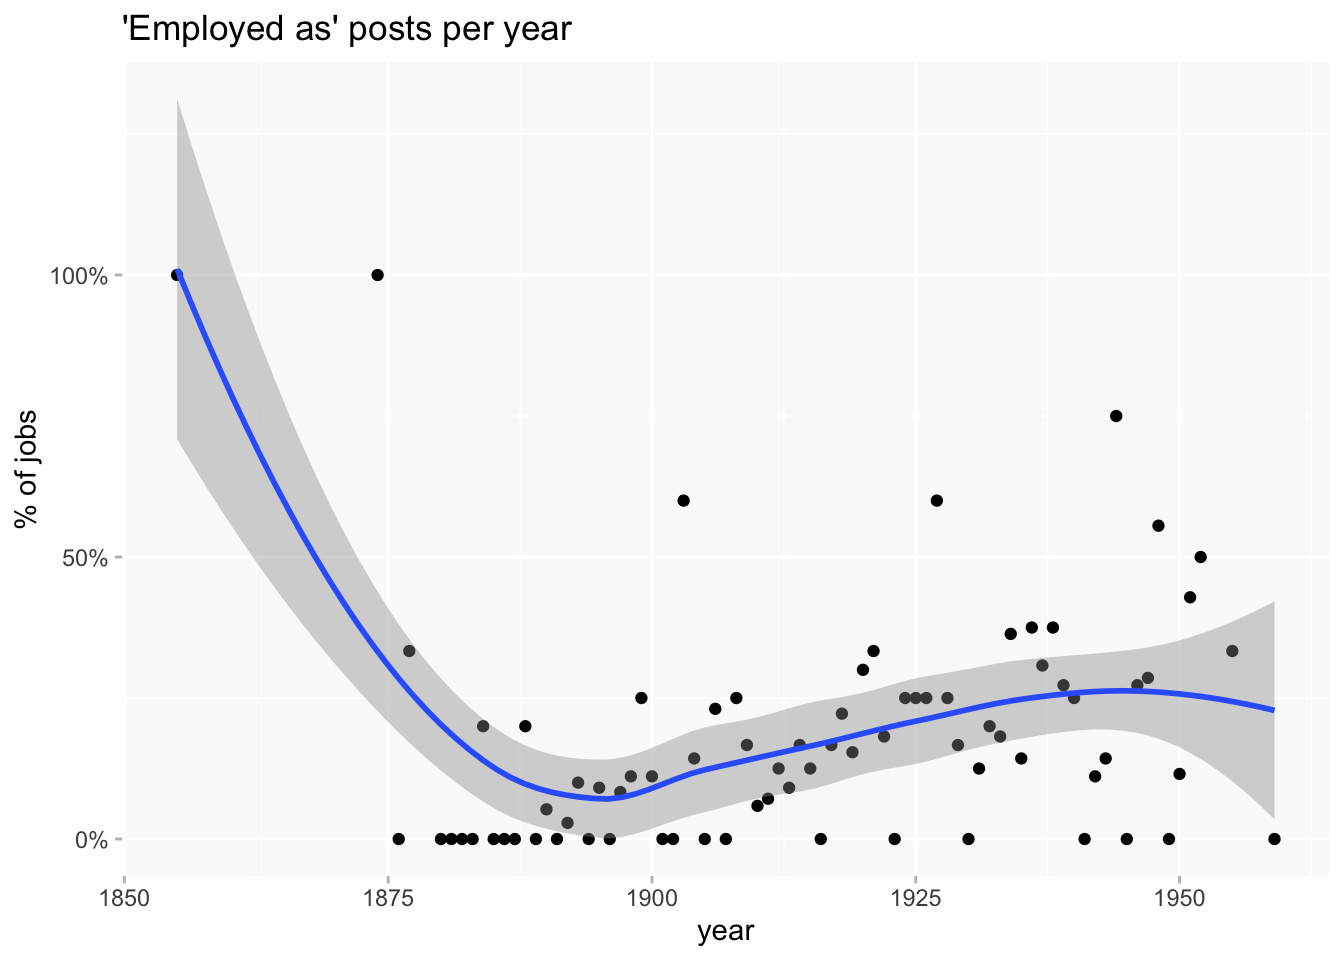 'Employed as' posts per year
% of jobs
100%
50%
0%
1850 1875 1900 1925 1950
year